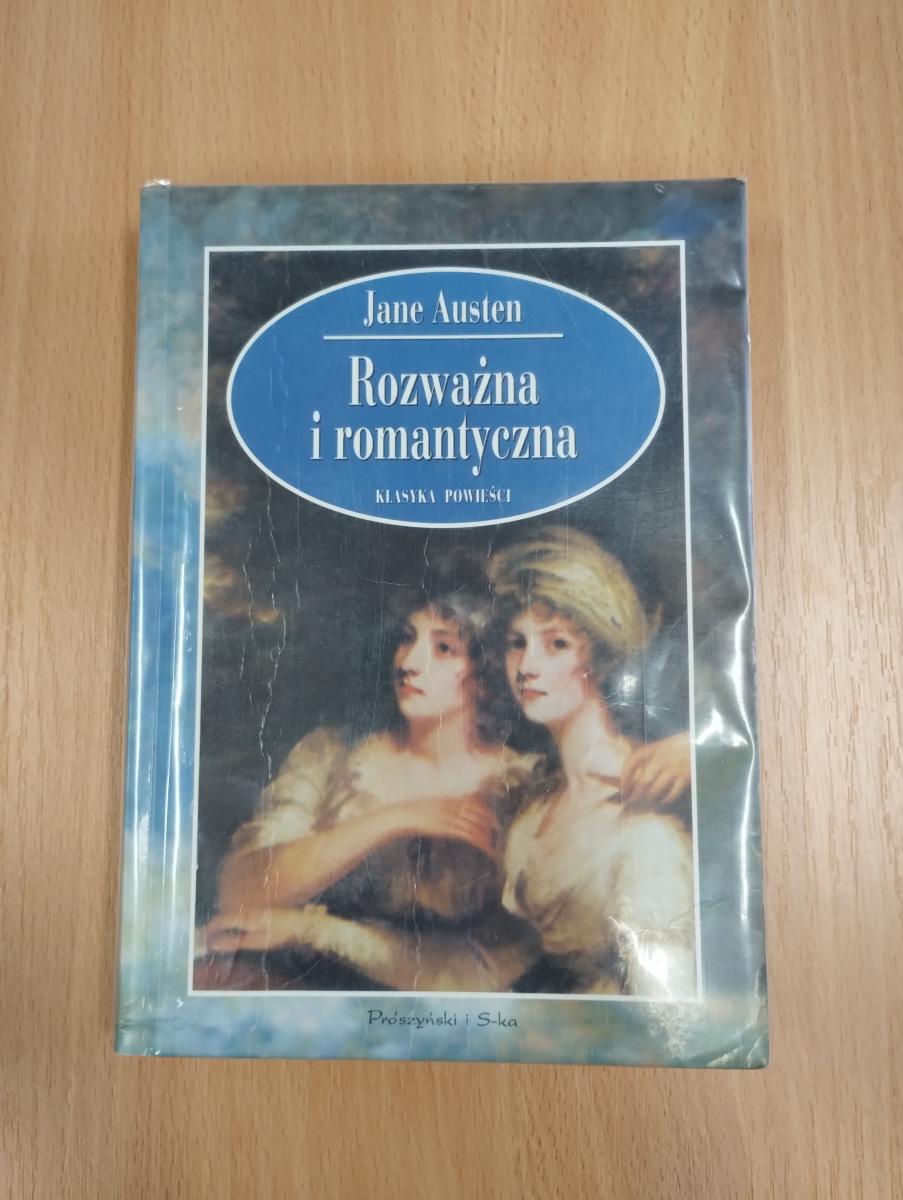 Jane Austen
Rozważna
i romantyczna
KLASYKA POWIEŚCI
Prószyński i S-ka